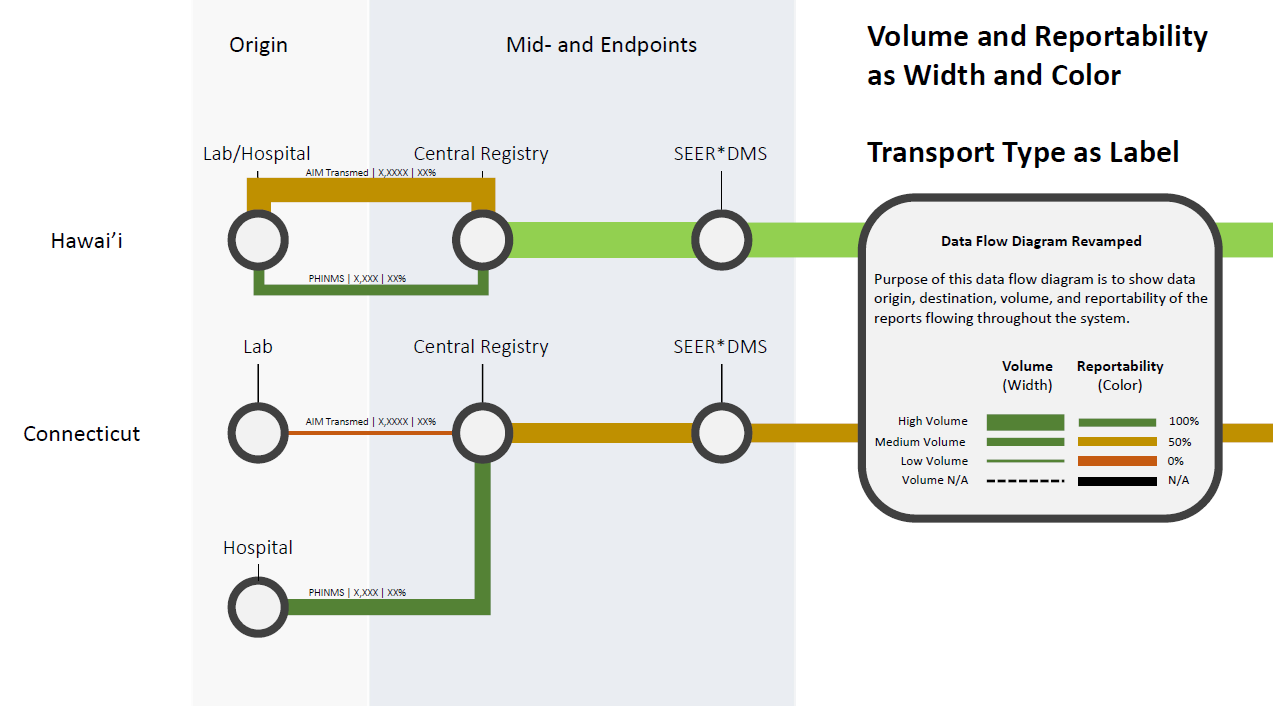 Origin
Mid- and Endpoints
Volume and Reportability
as Width and Color
Transport Type as Label
Lab/Hospital
Central Registry
SEER*DMS
AIM Transmed | X,XXXX | XX%
Hawai’i
PHINMS | X,XXX | XX%
Lab
Central Registry
SEER*DMS
AIM Transmed | X,XXXX | XX%
Connecticut
Hospital
PHINMS | X,XXX | XX%
Data Flow Diagram Revamped
Purpose of this data flow diagram is to show data
origin, destination, volume, and reportability of the
reports flowing throughout the system.
Volume Reportability
(Width) (Color)
High Volume 100%
Medium Volume 50%
Low Volume 0%
Volume N/A N/A